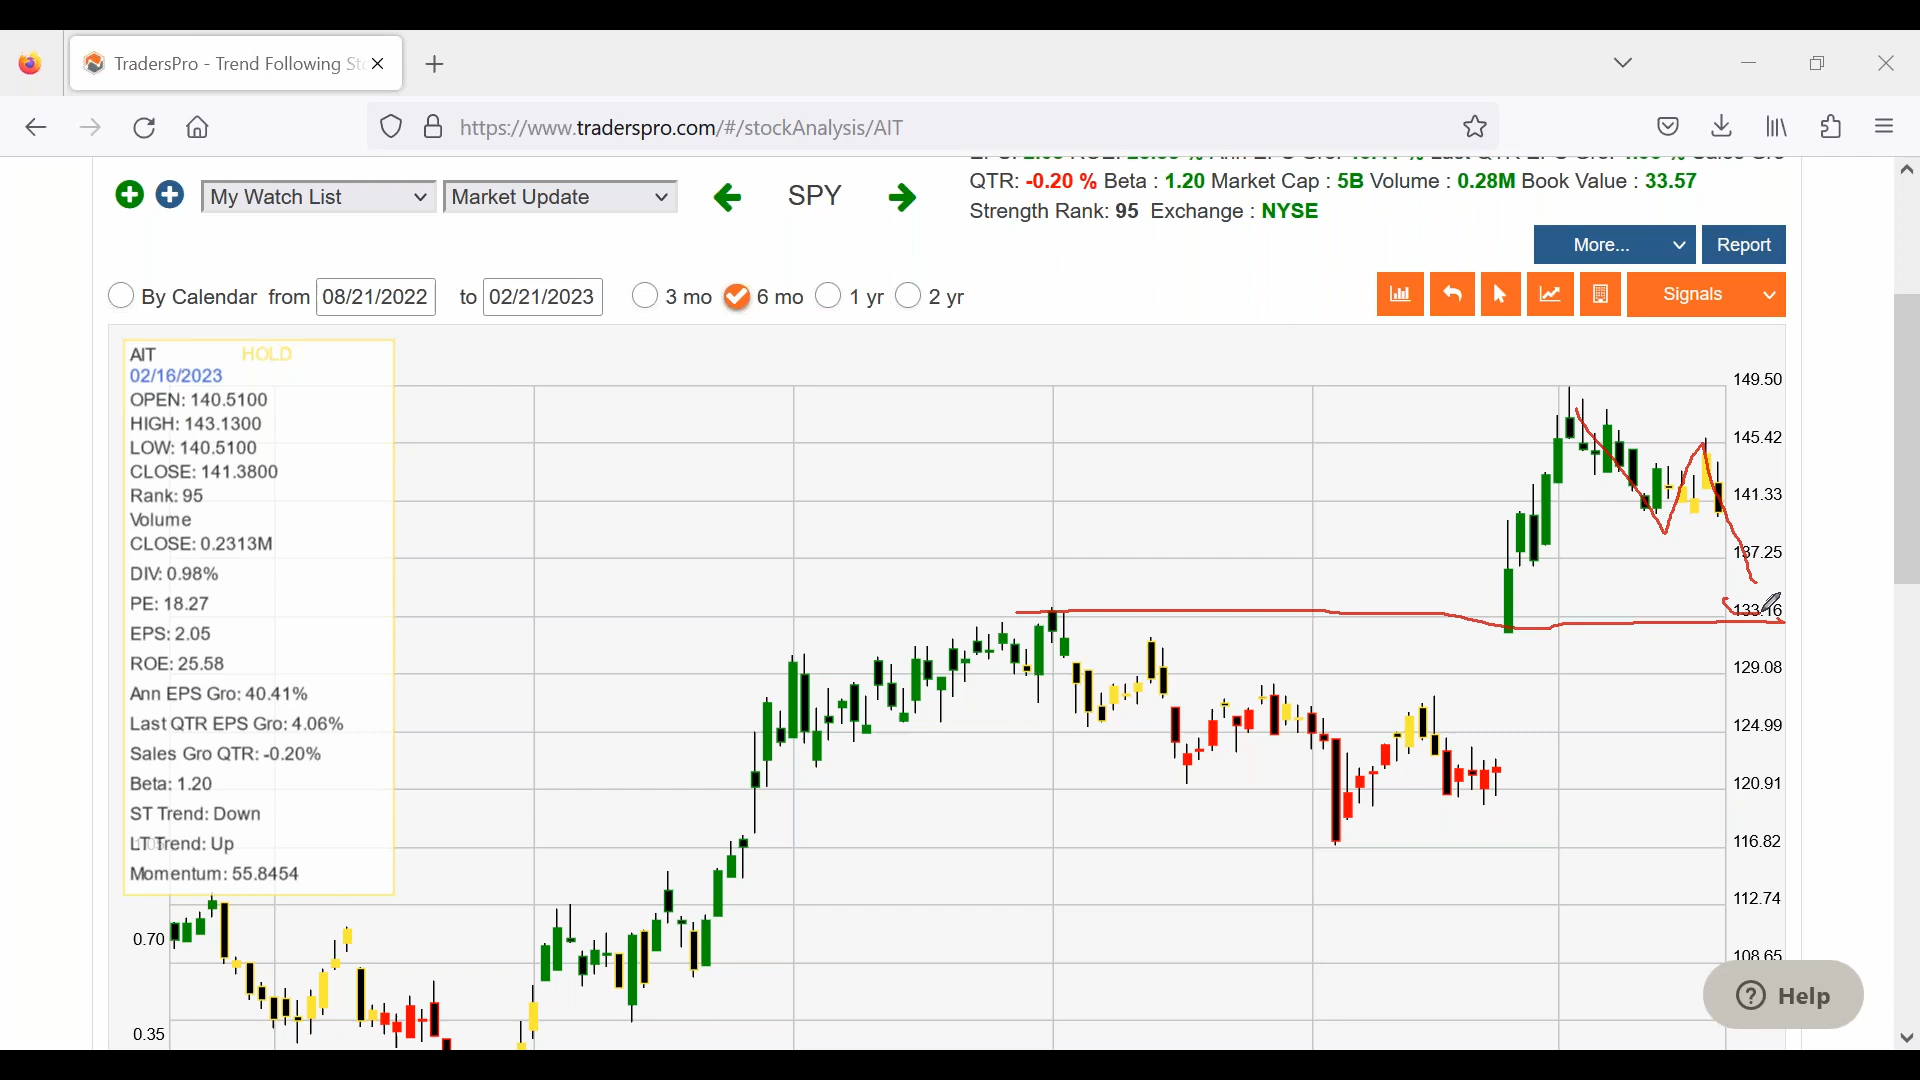 TradersPro - Trend Following St
https://www.traderspro.com/#/stockAnalysis/AIT
My Watch List
Market Update
SPY
QTR: -0.20 % Beta : 1.20 Market Cap : 5B Volume : 0.28M Book Value : 33.57
Strength Rank: 95 Exchange : NYSE
More...
Report
By Calendar from 08/21/2022 to 02/21/2023 3 mo 6 mo 1 yr 2 yr
Signals
AIT HOLD
02/16/2023
OPEN: 140.5100
HIGH: 143.1300
LOW: 140.5100
CLOSE: 141.3800
Rank: 95
Volume
CLOSE: 0.2313M
DIV: 0.98%
PE: 18.27
EPS: 2.05
ROE: 25.58
Ann EPS Gro: 40.41%
Last QTR EPS Gro: 4.06%
Sales Gro QTR: -0.20%
Beta: 1.20
ST Trend: Down
LT Trend: Up
Momentum: 55.8454
0.70
0.35
149.50
145.42
141.33
137.25
133.16
129.08
124.99
120.91
116.82
112.74
108.65
Help